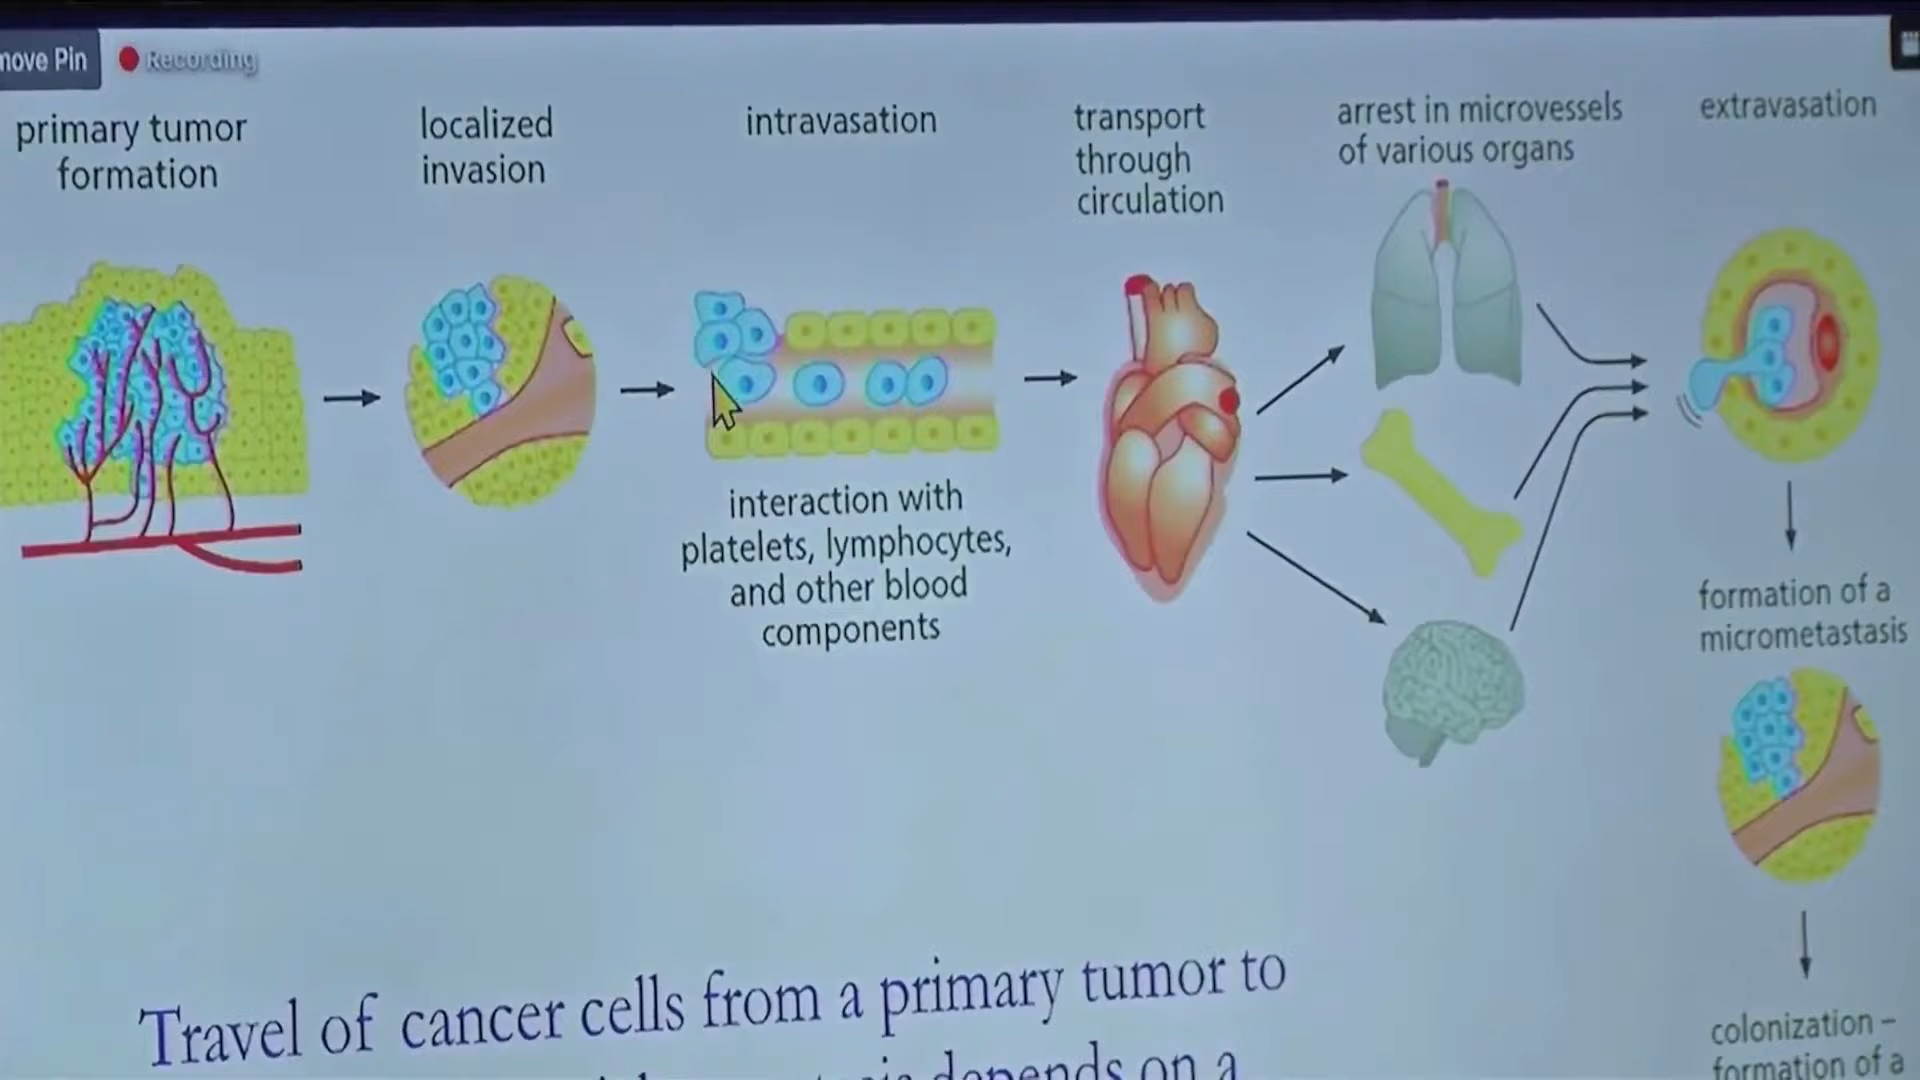 move Pin
Recording
primary tumor
formation
localized
invasion
intravasation
transport
through
circulation
arrest in microvessels
of various organs
extravasation
interaction with
platelets, lymphocytes,
and other blood
components
formation of a
micrometastasis
colonization –
formation of a
Travel of cancer cells from a primary tumor to
depends on a